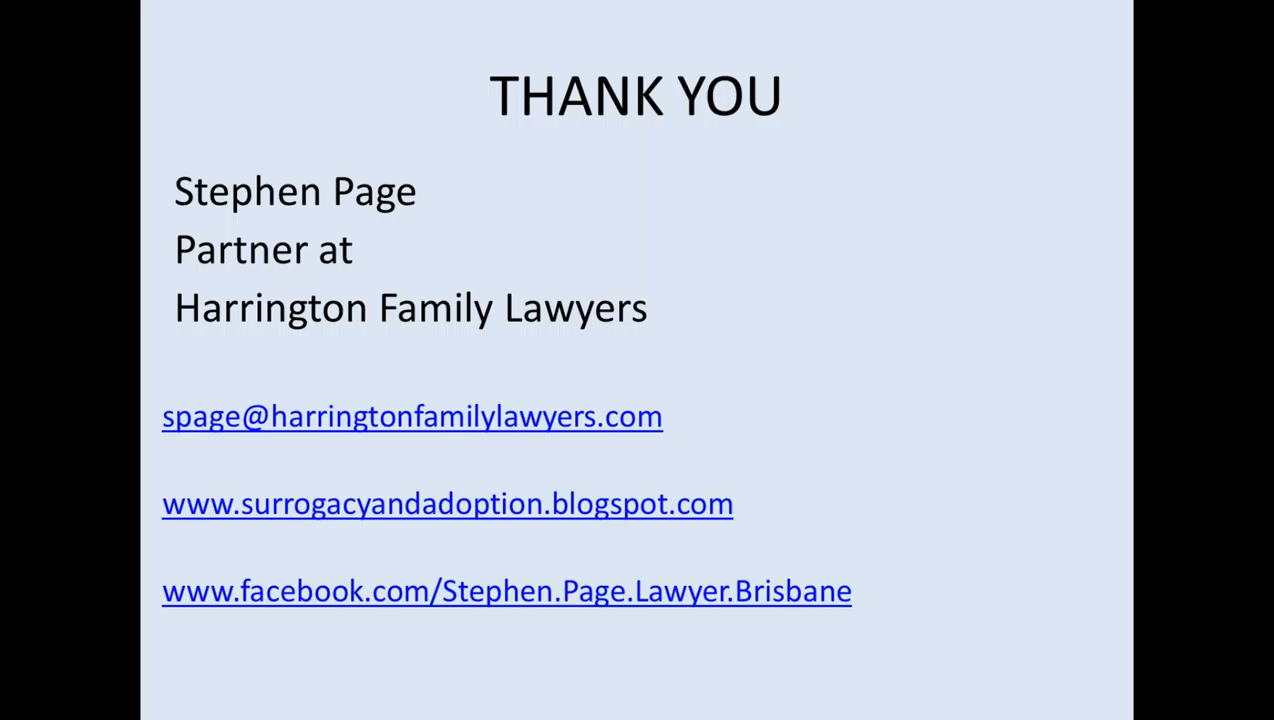 THANK YOU
Stephen Page
Partner at
Harrington Family Lawyers
spage@harringtonfamilylawyers.com
www.surrogacyandadoption.blogspot.com
www.facebook.com/Stephen.Page.Lawyer.Brisbane